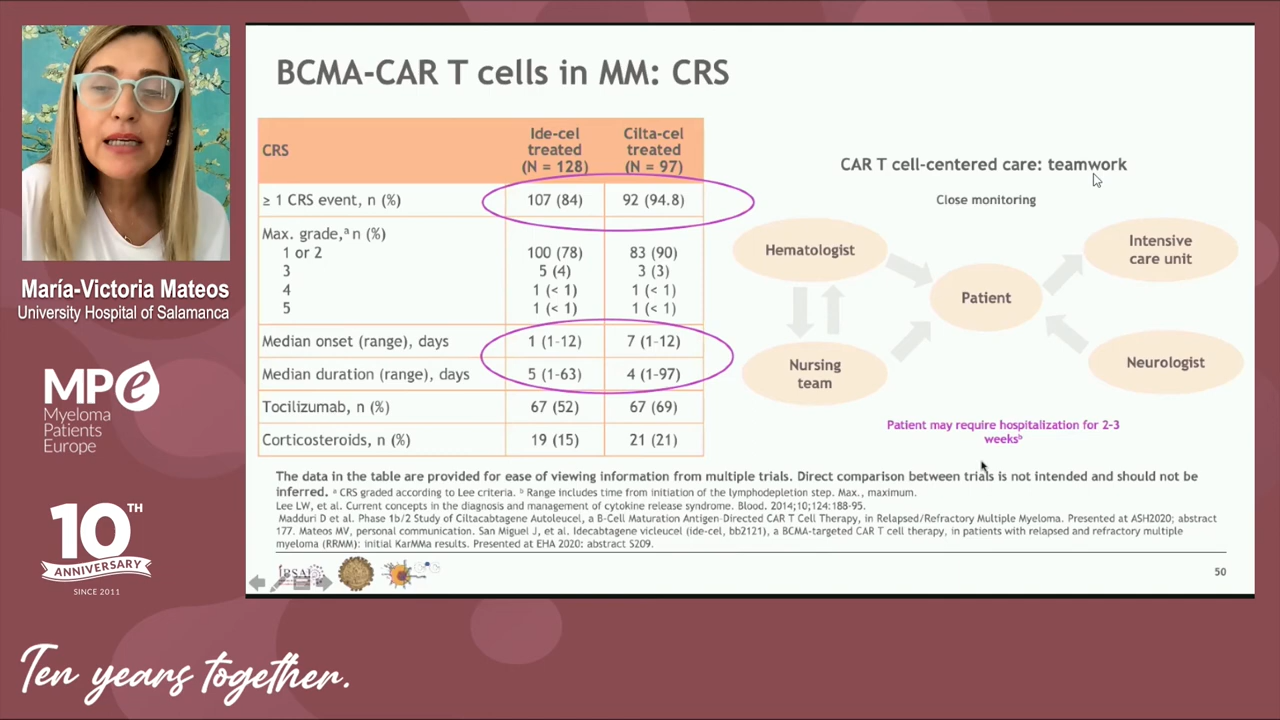 BCMA-CAR T cells in MM: CRS
CRS
Ide-cel
treated
(N = 128)
Cilta-cel
treated
(N = 97)
≥ 1 CRS event, n (%)
107 (84)
92 (94.8)
Max. grade,ᵃ n (%)
1 or 2
100 (78)
83 (90)
3
5 (4)
3 (3)
4
1 (< 1)
1 (< 1)
5
1 (< 1)
1 (< 1)
Median onset (range), days
1 (1-12)
7 (1-12)
Median duration (range), days
5 (1-63)
4 (1-97)
Tocilizumab, n (%)
67 (52)
67 (69)
Corticosteroids, n (%)
19 (15)
21 (21)
CAR T cell-centered care: teamwork
Close monitoring
Hematologist
Intensive
care unit
Patient
Nursing
team
Neurologist
Patient may require hospitalization for 2-3
weeksᵇ
The data in the table are provided for ease of viewing information from multiple trials. Direct comparison between trials is not intended and should not be
inferred. ᵃ CRS graded according to Lee criteria. ᵇ Range includes time from initiation of the lymphodepletion step. Max., maximum.
Lee LW, et al. Current concepts in the diagnosis and management of cytokine release syndrome. Blood. 2014;10;124:188-95.
Madduri D et al. Phase 1b/2 Study of Ciltacabtagene Autoleucel, a B-Cell Maturation Antigen-Directed CAR T Cell Therapy, in Relapsed/Refractory Multiple Myeloma. Presented at ASH2020; abstract
177. Mateos MV, personal communication. San Miguel J, et al. Idecabtagene vicleucel (ide-cel, bb2121), a BCMA-targeted CAR T cell therapy, in patients with relapsed and refractory multiple
myeloma (RRMM): initial KarMMa results. Presented at EHA 2020: abstract S209.
50
María-Victoria Mateos
University Hospital of Salamanca
MPe
Myeloma
Patients
Europe
10TH
ANNIVERSARY
SINCE 2011
Ten years together.